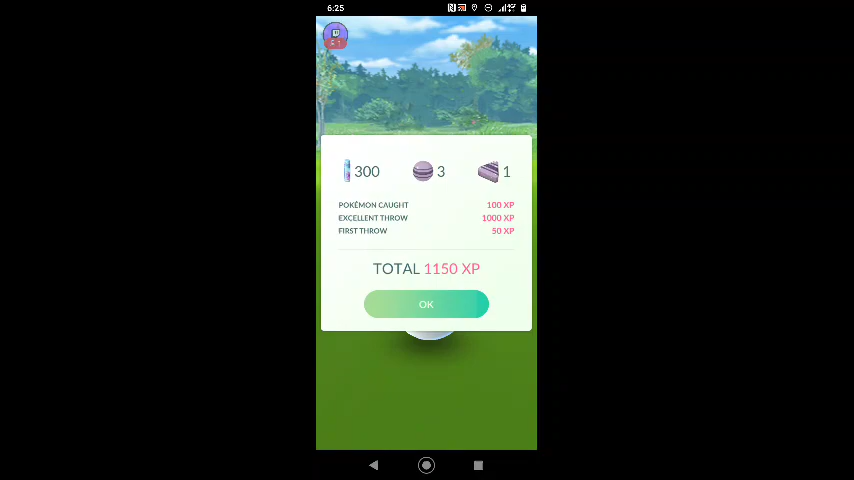 6:25
300 3 1
POKÉMON CAUGHT 100 XP
EXCELLENT THROW 1000 XP
FIRST THROW 50 XP
TOTAL 1150 XP
OK